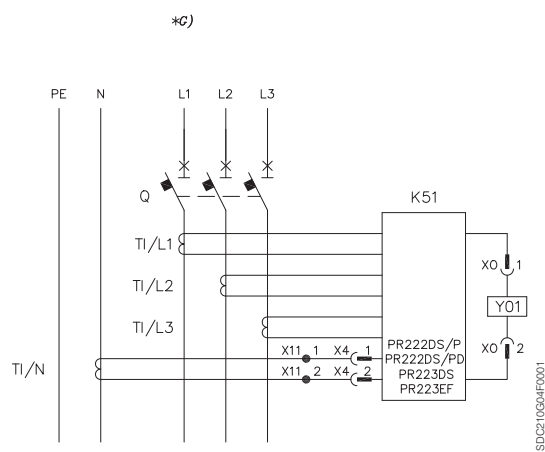 *G)
PE N L1 L2 L3
Q
K51
TI/L1
X0 1
TI/L2
Y01
TI/L3
X0 2
PR222DS/P
X11 1 X4 1
PR222DS/PD
TI/N
X11 2 X4 2
PR223DS
PR223EF
SDC210G04F0001